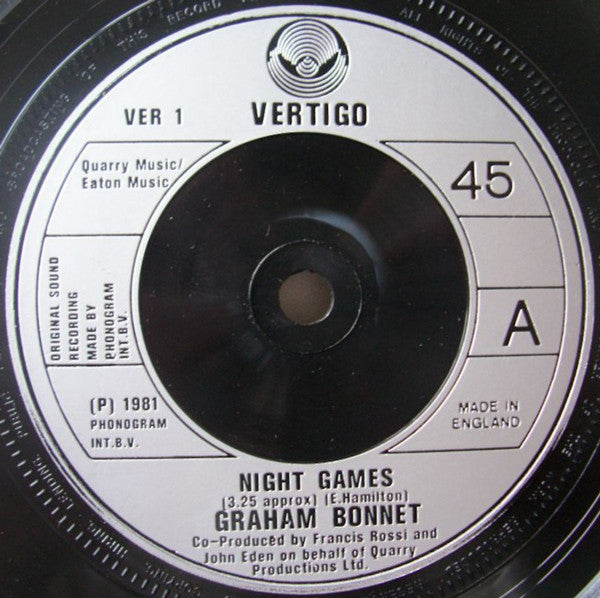 VER 1
VERTIGO
Quarry Music/
Eaton Music
45
ORIGINAL SOUND
RECORDING
MADE BY
PHONOGRAM
INT.B.V.
A
(P) 1981
PHONOGRAM
INT.B.V.
MADE IN
ENGLAND
NIGHT GAMES
(3.25 approx) (E.Hamilton)
GRAHAM BONNET
Co-Produced by Francis Rossi and
John Eden on behalf of Quarry
Productions Ltd.